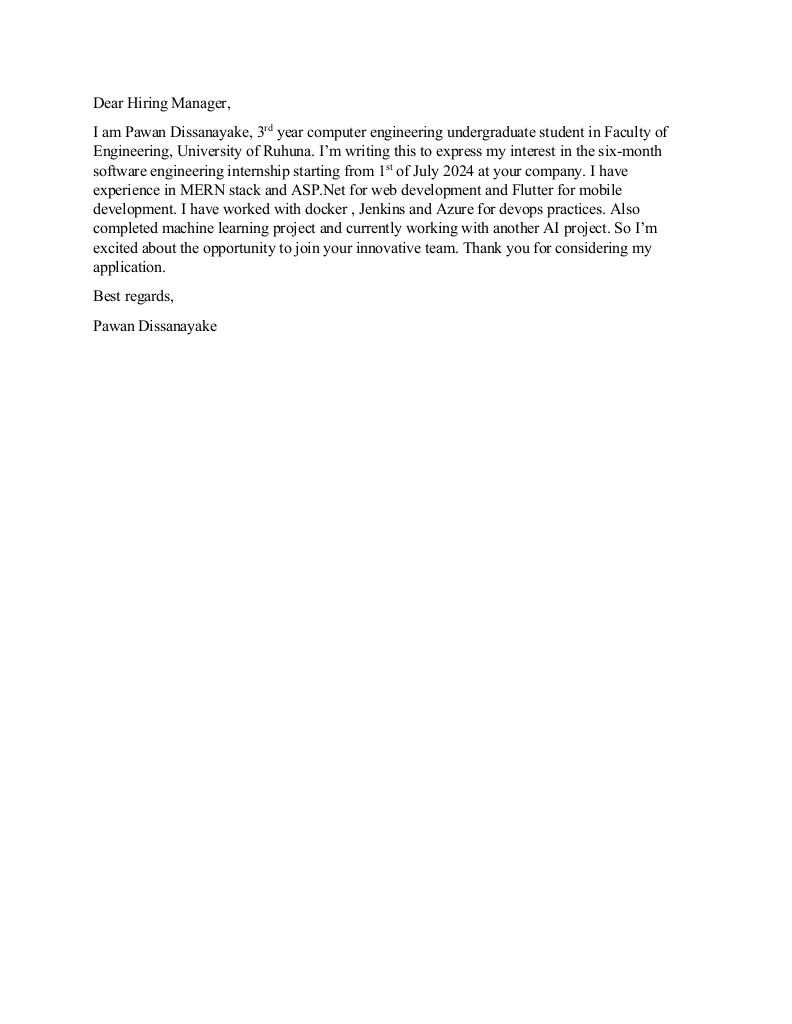 Dear Hiring Manager,
I am Pawan Dissanayake, 3rd year computer engineering undergraduate student in Faculty of
Engineering, University of Ruhuna. I’m writing this to express my interest in the six-month
software engineering internship starting from 1st of July 2024 at your company. I have
experience in MERN stack and ASP.Net for web development and Flutter for mobile
development. I have worked with docker , Jenkins and Azure for devops practices. Also
completed machine learning project and currently working with another AI project. So I’m
excited about the opportunity to join your innovative team. Thank you for considering my
application.
Best regards,
Pawan Dissanayake